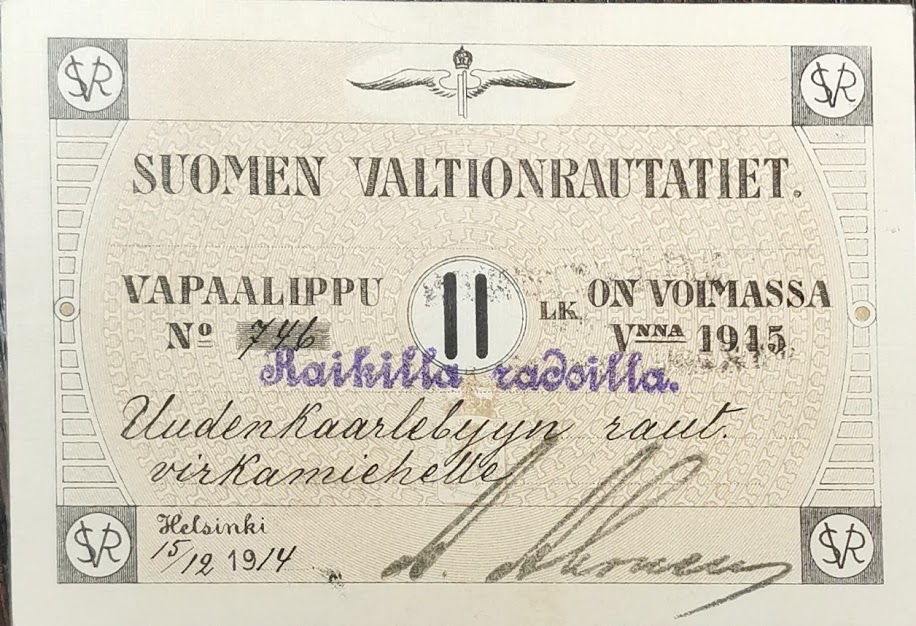 SVR SVR
SUOMEN VALTIONRAUTATIET.
VAPAALIPPU II LK. ON VOIMASSA
Nº 746 VNNA 1915
Kaikilla radoilla.
Uudenkaarlebyyn raut.
virkamiehelle
SVR Helsinki SVR
15/12 1914